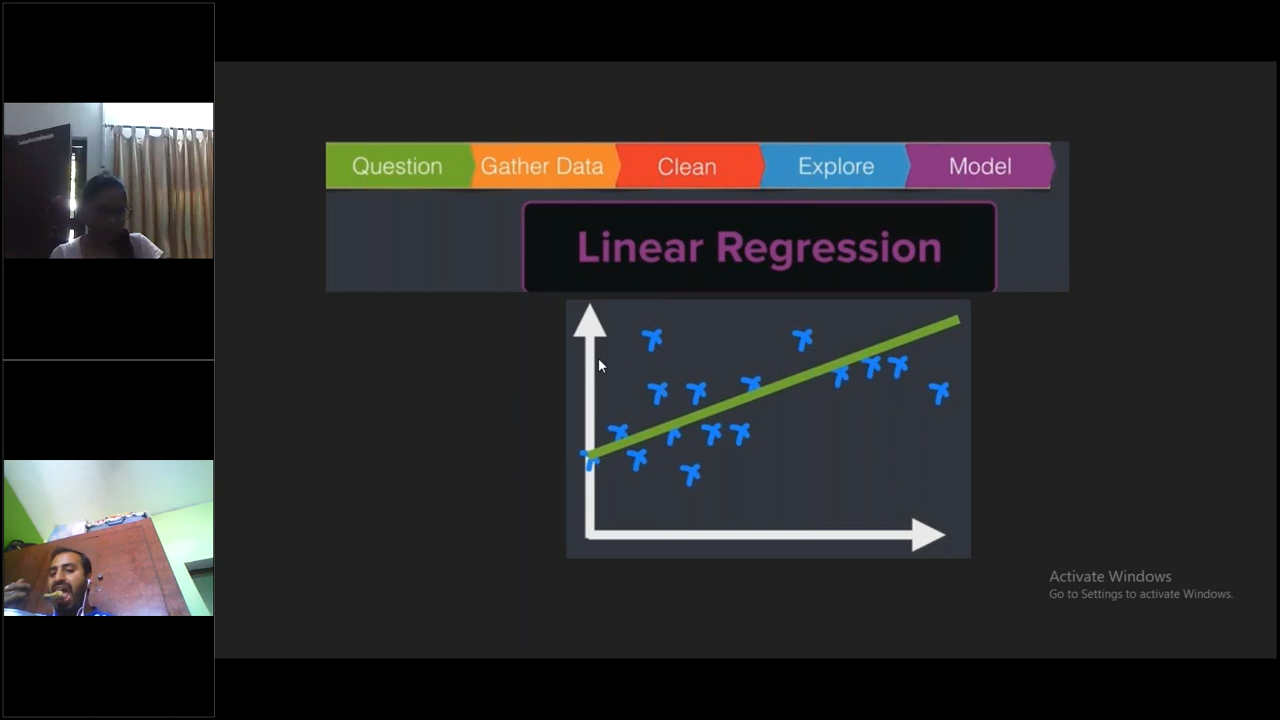 Question Gather Data Clean Explore Model
Linear Regression
Activate Windows
Go to Settings to activate Windows.